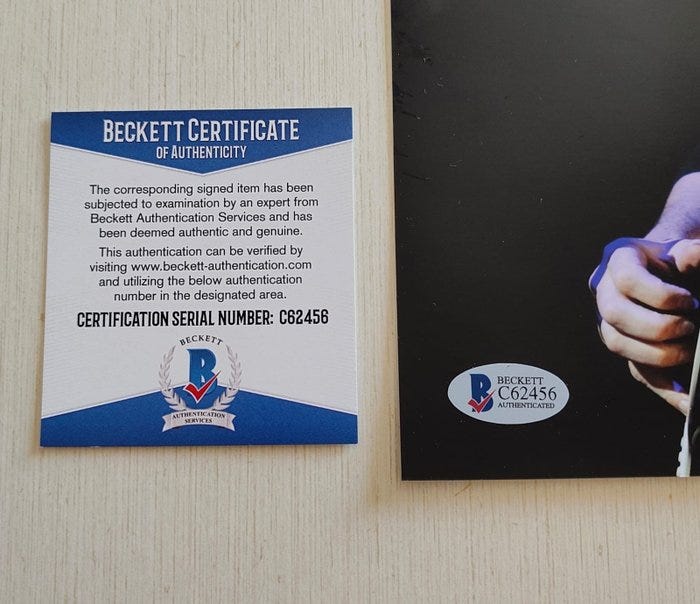 BECKETT CERTIFICATE
OF AUTHENTICITY
The corresponding signed item has been
subjected to examination by an expert from
Beckett Authentication Services and has
been deemed authentic and genuine.
This authentication can be verified by
visiting www.beckett-authentication.com
and utilizing the below authentication
number in the designated area.
CERTIFICATION SERIAL NUMBER: C62456
BECKETT
B
AUTHENTICATION
SERVICES
B
BECKETT
C62456
AUTHENTICATED